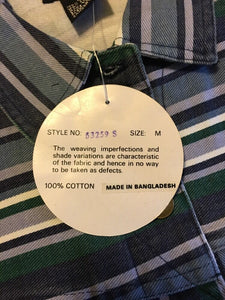 STYLE NO: 53259 S SIZE: M
The weaving imperfections and
shade variations are characteristic
of the fabric and hence in no way
to be taken as defects.
100% COTTON MADE IN BANGLADESH